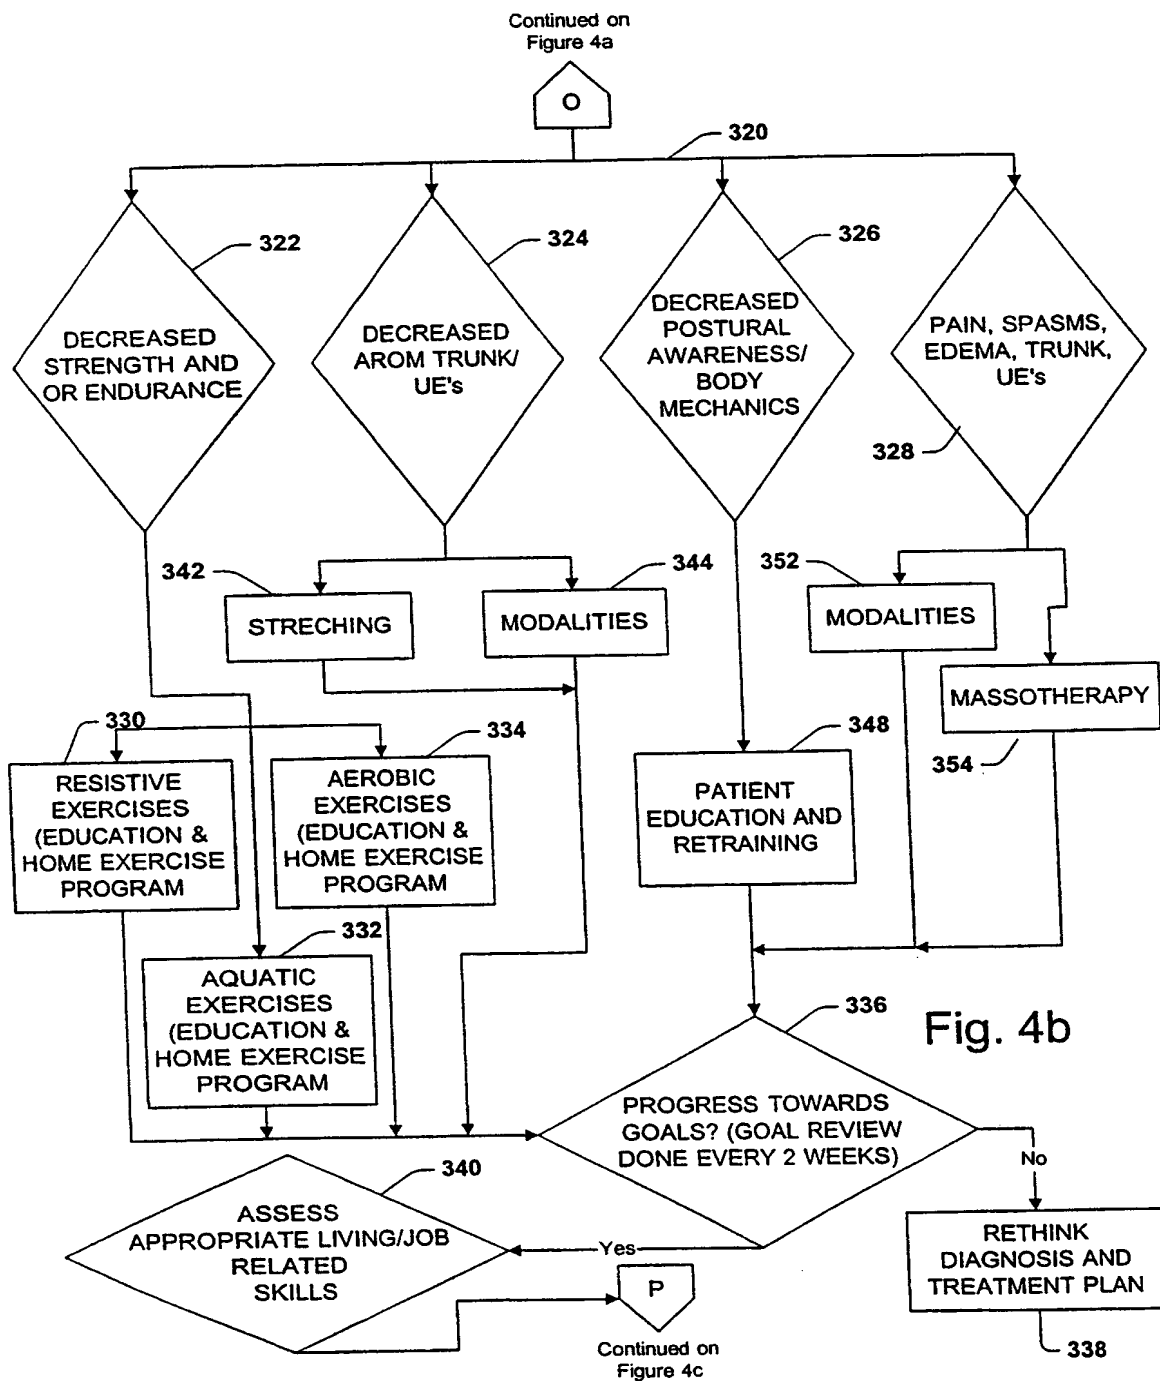 Continued on
Figure 4a
O
320
322
324
326
DECREASED
STRENGTH AND
OR ENDURANCE
DECREASED
AROM TRUNK/
UE's
DECREASED
POSTURAL
AWARENESS/
BODY
MECHANICS
PAIN, SPASMS,
EDEMA, TRUNK,
UE's
328
342
STRECHING
344
MODALITIES
352
MODALITIES
MASSOTHERAPY
354
330
RESISTIVE
EXERCISES
(EDUCATION &
HOME EXERCISE
PROGRAM
334
AEROBIC
EXERCISES
(EDUCATION &
HOME EXERCISE
PROGRAM
348
PATIENT
EDUCATION AND
RETRAINING
332
AQUATIC
EXERCISES
(EDUCATION &
HOME EXERCISE
PROGRAM
336
Fig. 4b
PROGRESS TOWARDS
GOALS? (GOAL REVIEW
DONE EVERY 2 WEEKS)
No
340
ASSESS
APPROPRIATE LIVING/JOB
RELATED
SKILLS
Yes
RETHINK
DIAGNOSIS AND
TREATMENT PLAN
338
P
Continued on
Figure 4c